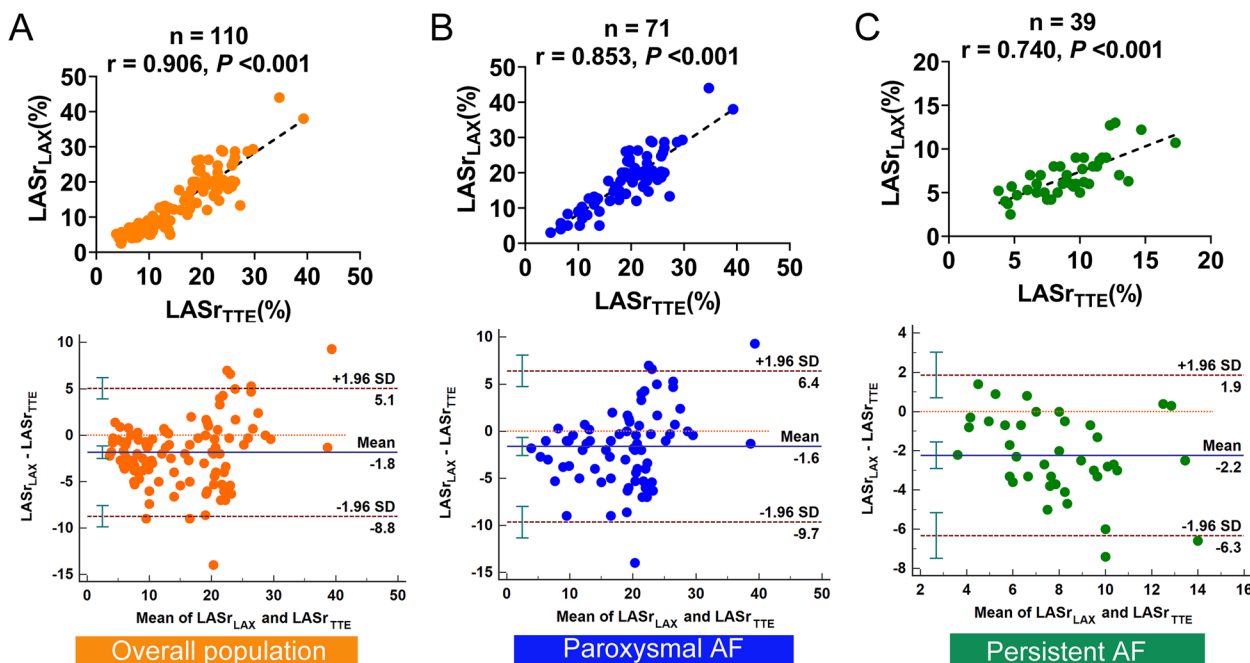 A
n = 110
r = 0.906, P <0.001
50
40
30
20
10
0
LASrLAX(%)
0 10 20 30 40 50
LASrTTE(%)
B
n = 71
r = 0.853, P <0.001
50
40
30
20
10
0
LASrLAX(%)
0 10 20 30 40 50
LASrTTE(%)
C
n = 39
r = 0.740, P <0.001
20
15
10
5
0
LASrLAX(%)
0 5 10 15 20
LASrTTE(%)
10
5
0
-5
-10
-15
LASrLAX - LASrTTE
+1.96 SD
5.1
Mean
-1.8
-1.96 SD
-8.8
0 10 20 30 40 50
Mean of LASrLAX and LASrTTE
Overall population
10
5
0
-5
-10
-15
LASrLAX - LASrTTE
+1.96 SD
6.4
Mean
-1.6
-1.96 SD
-9.7
0 10 20 30 40 50
Mean of LASrLAX and LASrTTE
Paroxysmal AF
4
2
0
-2
-4
-6
-8
LASrLAX - LASrTTE
+1.96 SD
1.9
Mean
-2.2
-1.96 SD
-6.3
2 4 6 8 10 12 14 16
Mean of LASrLAX and LASrTTE
Persistent AF